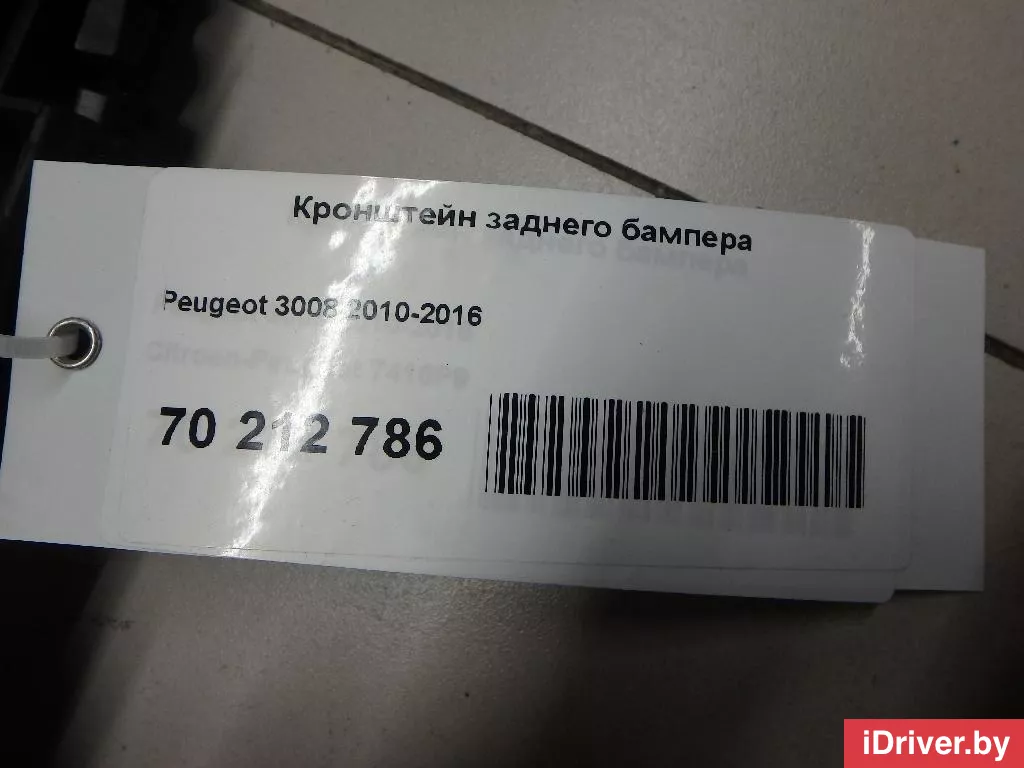 Кронштейн заднего бампера
Peugeot 3008 2010-2016
70 212 786
iDriver.by